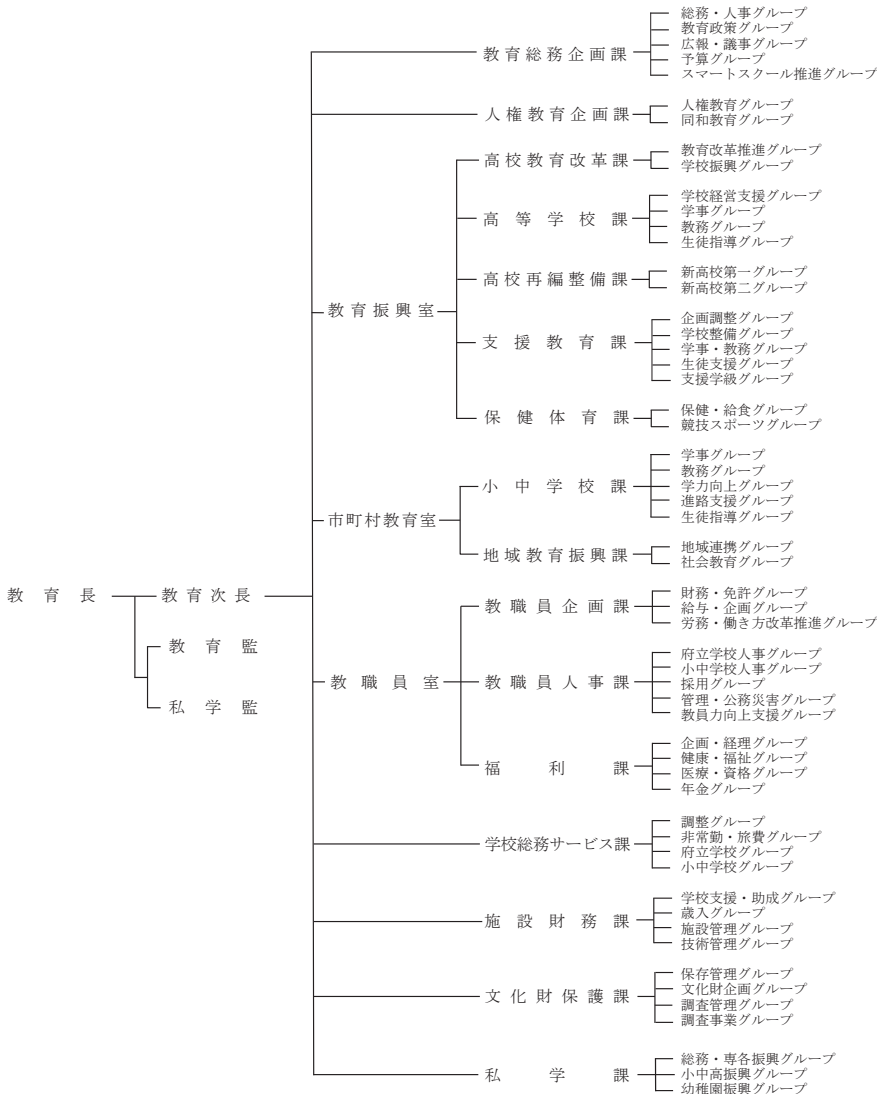 教育長
教育次長
教育監
私学監
教育総務企画課
総務・人事グループ
教育政策グループ
広報・議事グループ
予算グループ
スマートスクール推進グループ
人権教育企画課
人権教育グループ
同和教育グループ
教育振興室
高校教育改革課
教育改革推進グループ
学校振興グループ
高等学校課
学校経営支援グループ
学事グループ
教務グループ
生徒指導グループ
高校再編整備課
新高校第一グループ
新高校第二グループ
支援教育課
企画調整グループ
学校整備グループ
学事・教務グループ
生徒支援グループ
支援学級グループ
保健体育課
保健・給食グループ
競技スポーツグループ
市町村教育室
小中学校課
学事グループ
教務グループ
学力向上グループ
進路支援グループ
生徒指導グループ
地域教育振興課
地域連携グループ
社会教育グループ
教職員室
教職員企画課
財務・免許グループ
給与・企画グループ
労務・働き方改革推進グループ
教職員人事課
府立学校人事グループ
小中学校人事グループ
採用グループ
管理・公務災害グループ
教員力向上支援グループ
福利課
企画・経理グループ
健康・福祉グループ
医療・資格グループ
年金グループ
学校総務サービス課
調整グループ
非常勤・旅費グループ
府立学校グループ
小中学校グループ
施設財務課
学校支援・助成グループ
歳入グループ
施設管理グループ
技術管理グループ
文化財保護課
保存管理グループ
文化財企画グループ
調査管理グループ
調査事業グループ
私学課
総務・専各振興グループ
小中高振興グループ
幼稚園振興グループ